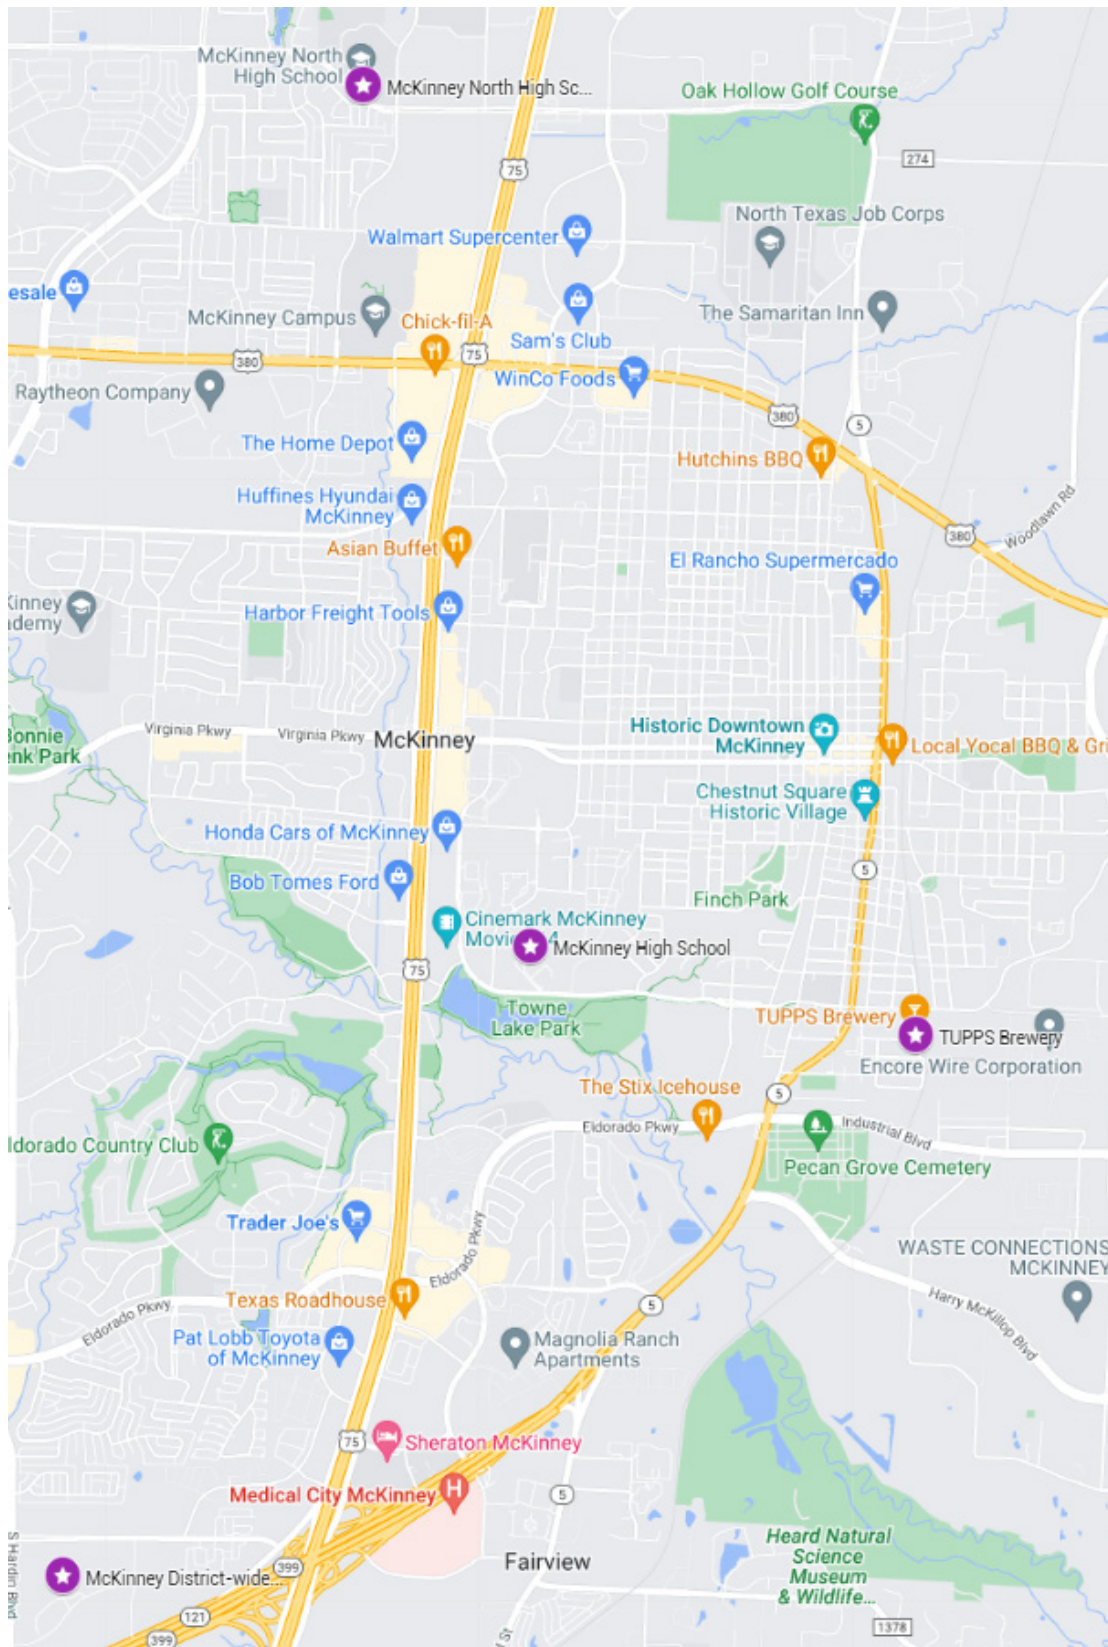 McKinney North
High School
McKinney North High Sc...
Oak Hollow Golf Course
75
274
North Texas Job Corps
Walmart Supercenter
esale
McKinney Campus
The Samaritan Inn
Chick-fil-A
Sam's Club
75
380
WinCo Foods
Raytheon Company
380
5
The Home Depot
Hutchins BBQ
Huffines Hyundai
McKinney
Woodlawn Rd
380
Asian Buffet
El Rancho Supermercado
Kinney
ademy
Harbor Freight Tools
Bonnie
enk Park
Virginia Pkwy
Virginia Pkwy
McKinney
Historic Downtown
McKinney
Local Yocal BBQ & Gri
Chestnut Square
Historic Village
Honda Cars of McKinney
Bob Tomes Ford
5
Finch Park
Cinemark McKinney
Movie
4
McKinney High School
75
Towne
Lake Park
TUPPS Brewery
TUPPS Brewery
Encore Wire Corporation
The Stix Icehouse
5
Eldorado Pkwy
Industrial Blvd
ldorado Country Club
Pecan Grove Cemetery
Trader Joe's
Eldorado Pkwy
WASTE CONNECTIONS
MCKINNEY
Texas Roadhouse
5
Harry McKillop Blvd
Eldorado Pkwy
Pat Lobb Toyota
of McKinney
Magnolia Ranch
Apartments
75
Sheraton McKinney
Medical City McKinney
5
S Hardin Blvd
Fairview
Heard Natural
Science
Museum
& Wildlife...
399
McKinney District-wide...
121
399
d St
1378